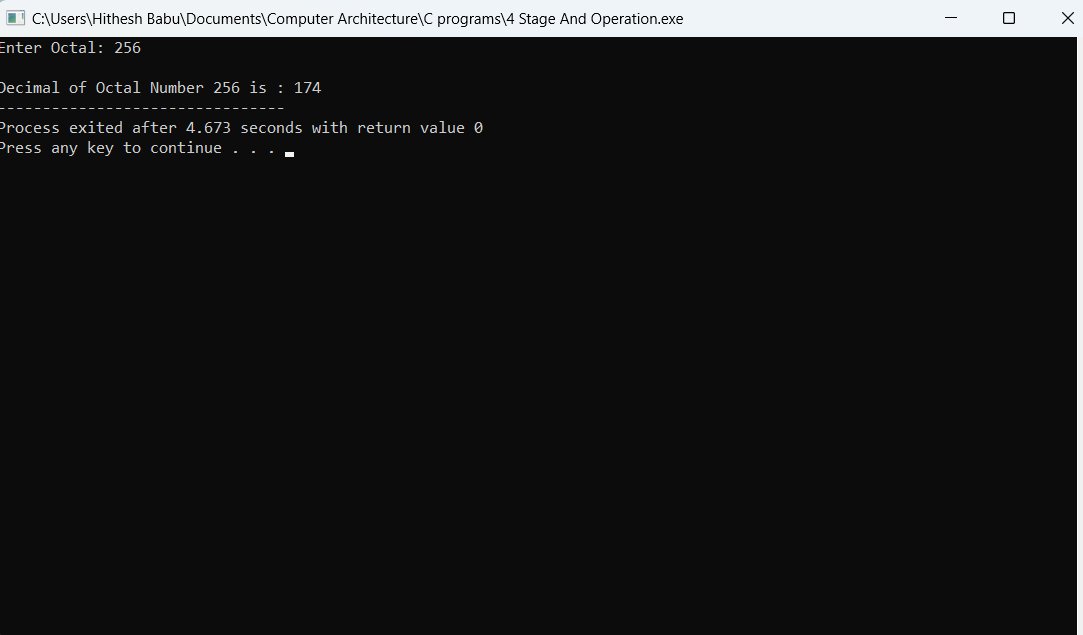 C:\Users\Hithesh Babu\Documents\Computer Architecture\C programs\4 Stage And Operation.exe
Enter Octal: 256
Decimal of Octal Number 256 is : 174
--------------------------------
Process exited after 4.673 seconds with return value 0
Press any key to continue . . .